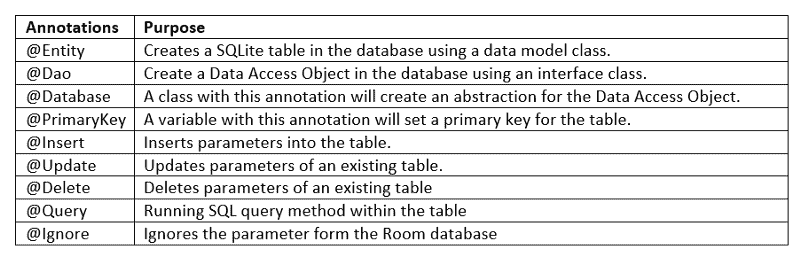 Annotations Purpose
@Entity Creates a SQLite table in the database using a data model class.
@Dao Create a Data Access Object in the database using an interface class.
@Database A class with this annotation will create an abstraction for the Data Access Object.
@PrimaryKey A variable with this annotation will set a primary key for the table.
@Insert Inserts parameters into the table.
@Update Updates parameters of an existing table.
@Delete Deletes parameters of an existing table
@Query Running SQL query method within the table
@Ignore Ignores the parameter form the Room database